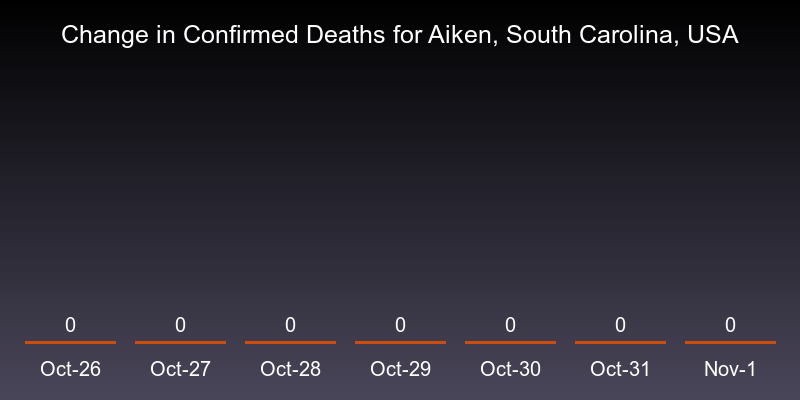 Change in Confirmed Deaths for Aiken, South Carolina, USA
0 0 0 0 0 0 0
Oct-26 Oct-27 Oct-28 Oct-29 Oct-30 Oct-31 Nov-1